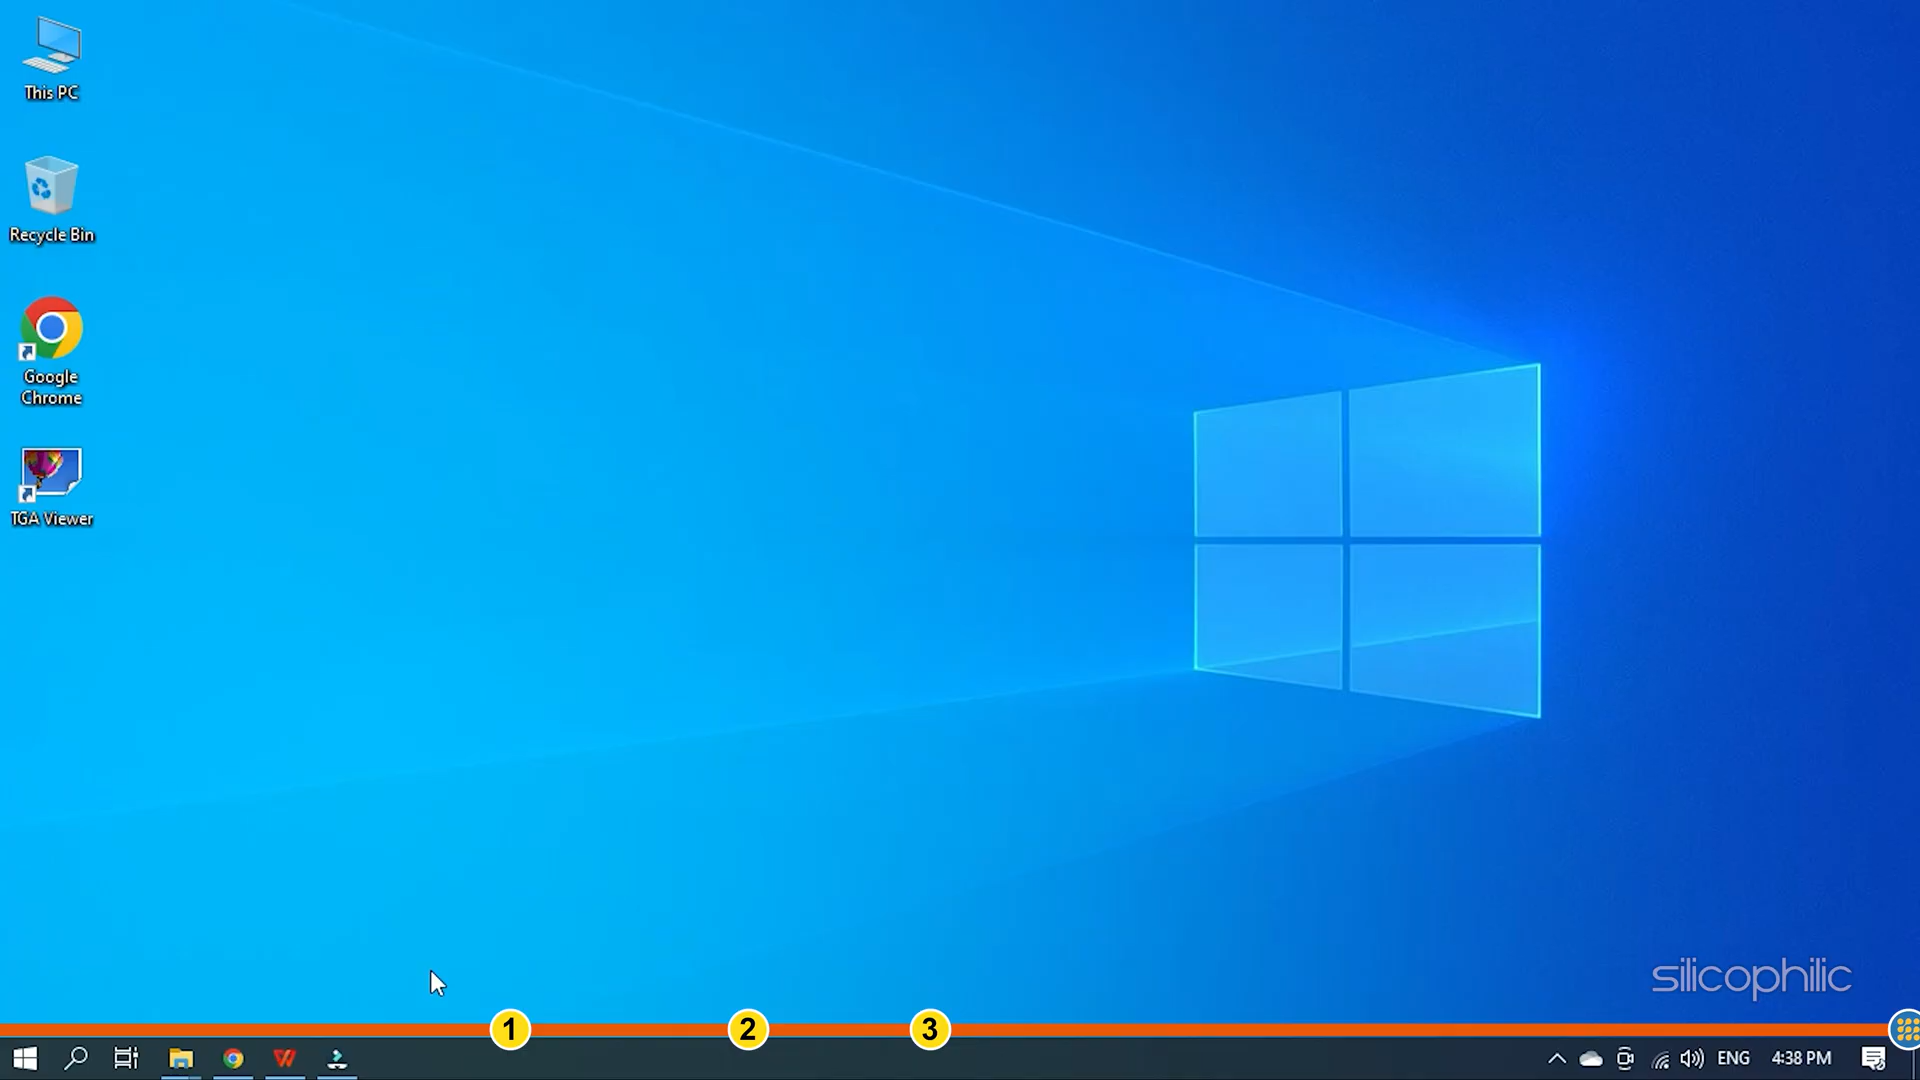 This PC
Recycle Bin
Google
Chrome
TGA Viewer
silicophilic
1
2
3
ENG
4:38 PM